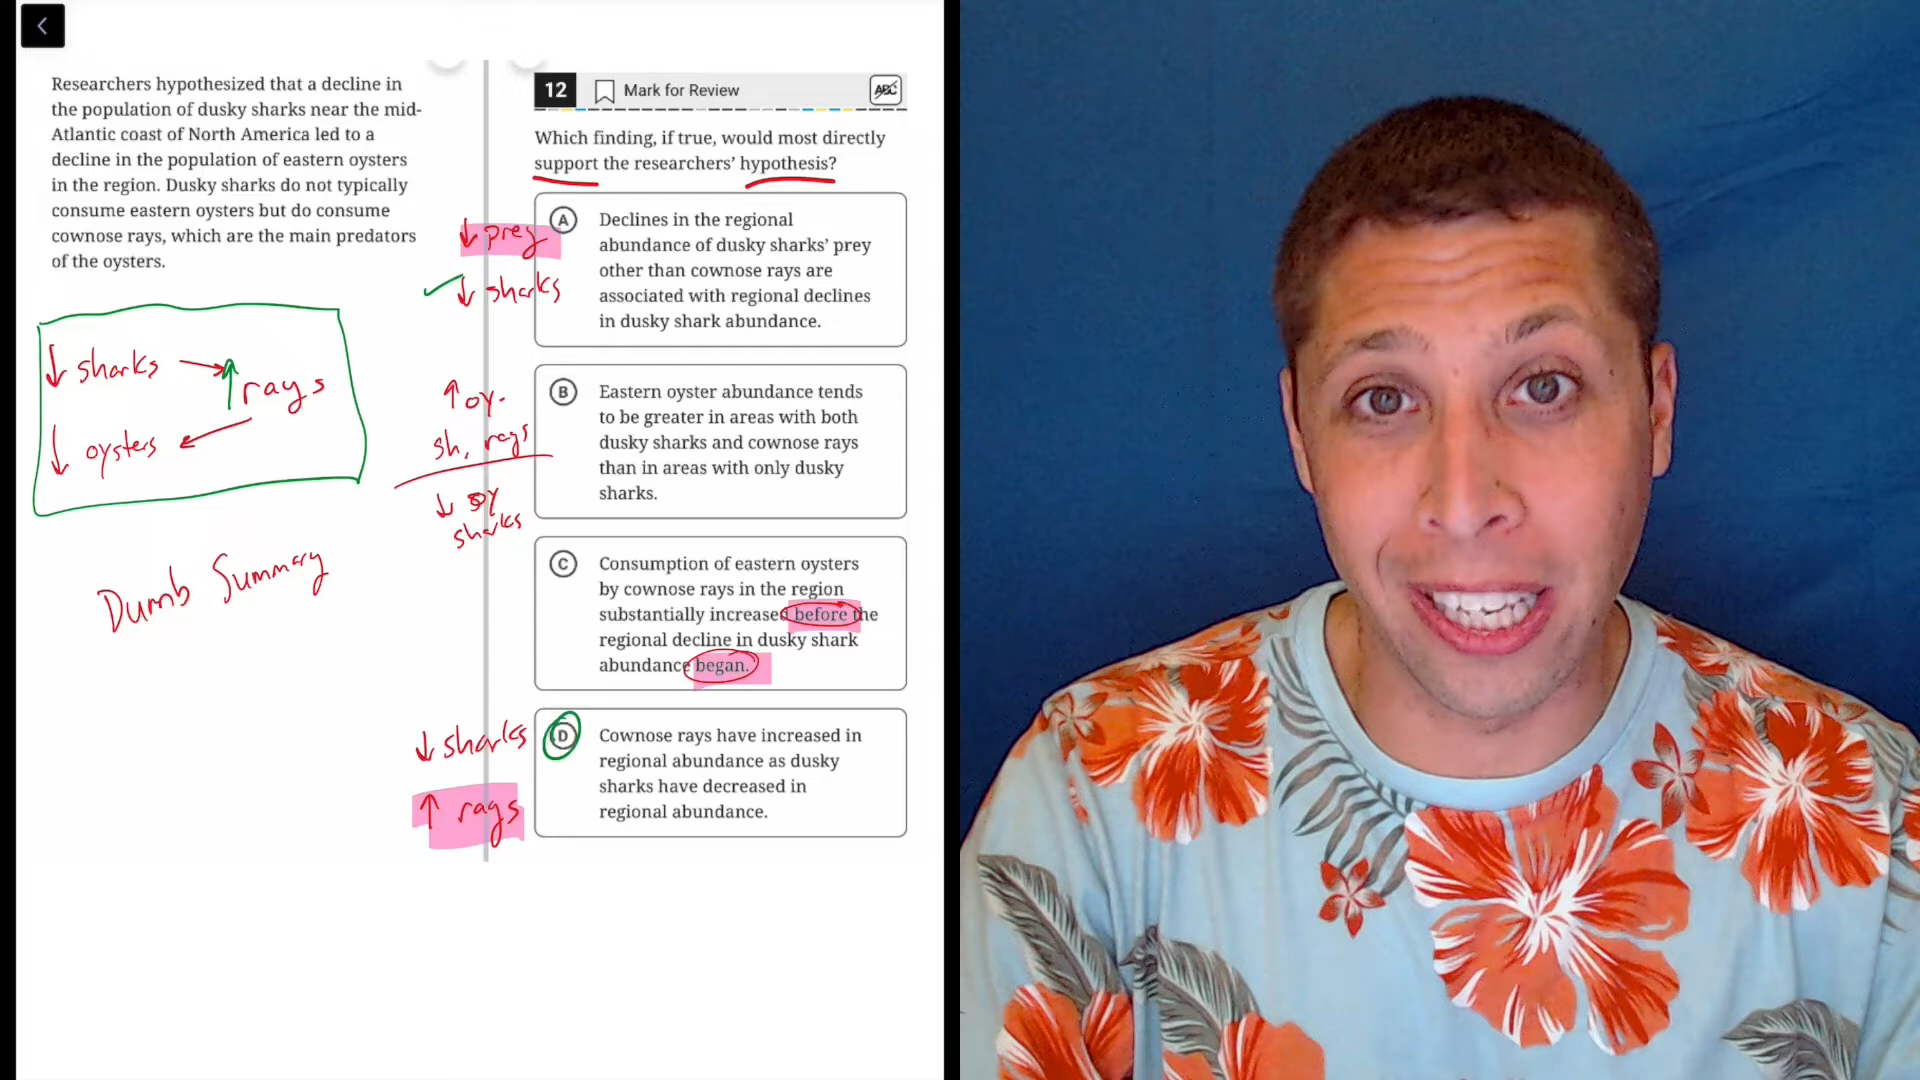 Researchers hypothesized that a decline in
the population of dusky sharks near the mid-
Atlantic coast of North America led to a
decline in the population of eastern oysters
in the region. Dusky sharks do not typically
consume eastern oysters but do consume
cownose rays, which are the main predators
of the oysters.
↓ sharks → ↑ rays
↓ oysters ←
Dumb Summary
12 Mark for Review ABC
Which finding, if true, would most directly
support the researchers' hypothesis?
↓ prey
✓ ↓ sharks
A Declines in the regional
abundance of dusky sharks' prey
other than cownose rays are
associated with regional declines
in dusky shark abundance.
↑ oy.
sh, rays
↓ oy
sharks
B Eastern oyster abundance tends
to be greater in areas with both
dusky sharks and cownose rays
than in areas with only dusky
sharks.
C Consumption of eastern oysters
by cownose rays in the region
substantially increased before the
regional decline in dusky shark
abundance began.
↓ sharks
↑ rays
D Cownose rays have increased in
regional abundance as dusky
sharks have decreased in
regional abundance.